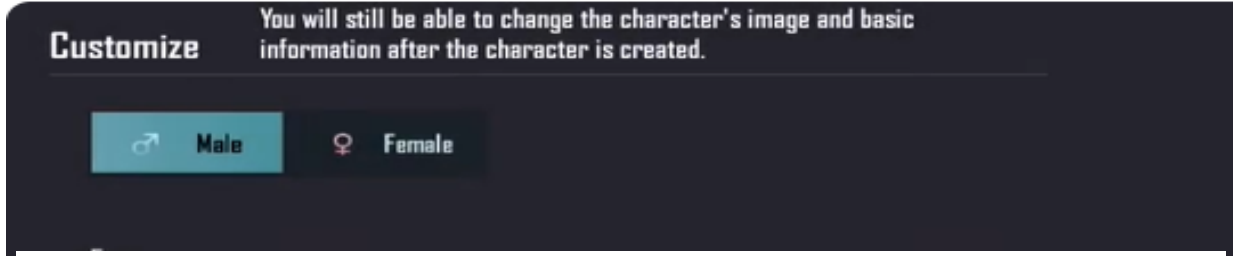 You will still be able to change the character's image and basic
Customize information after the character is created.
♂ Male ♀ Female